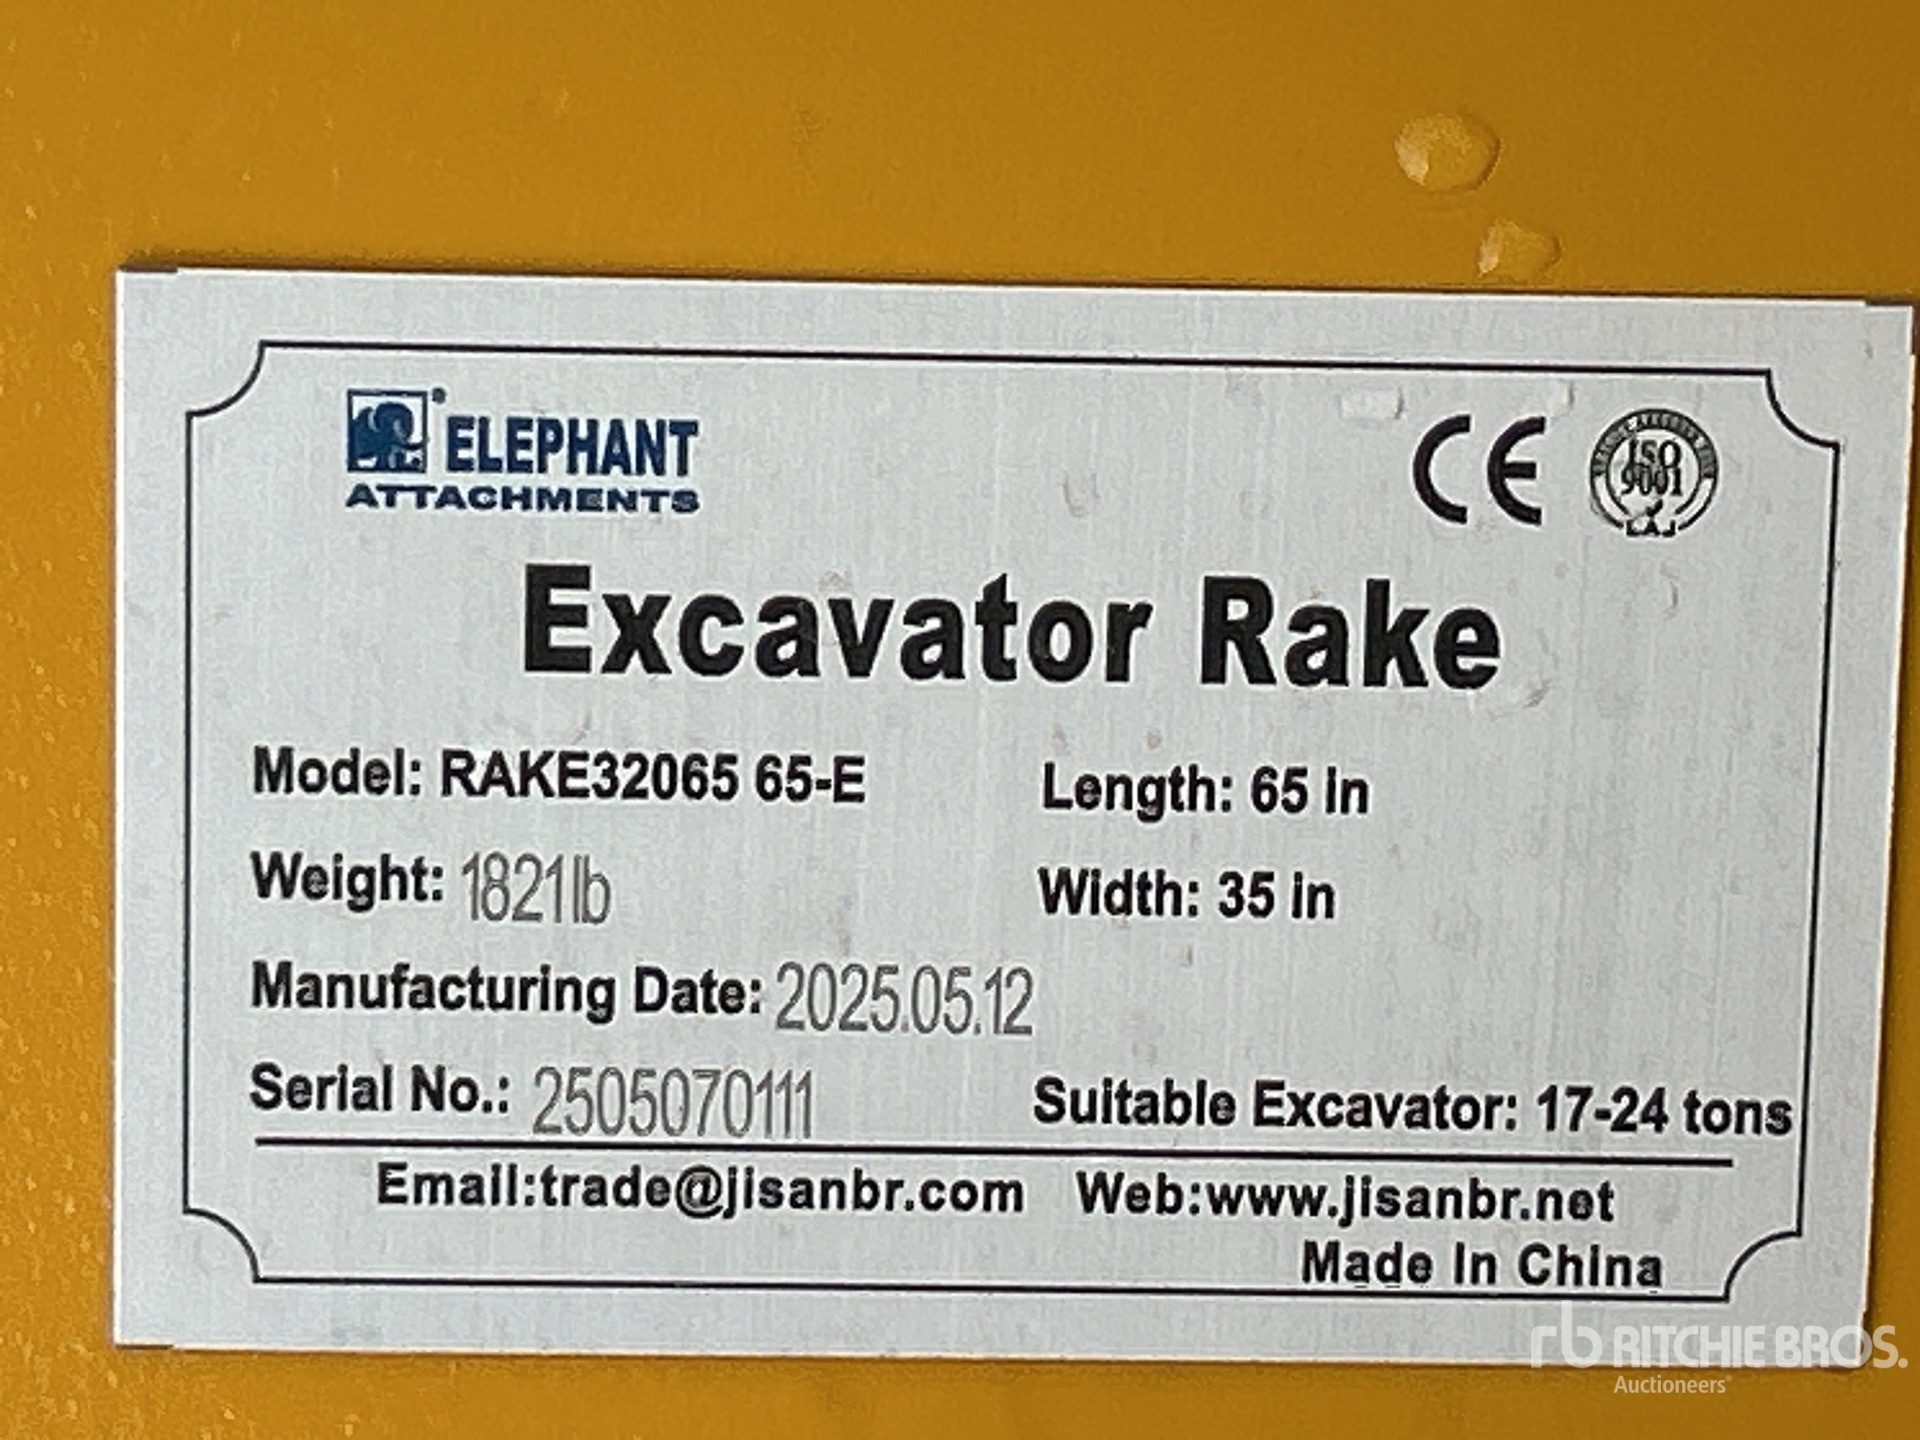 ELEPHANT
ATTACHMENTS
CE
ISO
9001
Excavator Rake
Model: RAKE32065 65-E
Length: 65 in
Weight: 1821lb
Width: 35 in
Manufacturing Date: 2025.05.12
Serial No.: 2505070111
Suitable Excavator: 17-24 tons
Email:trade@jisanbr.com Web:www.jisanbr.net
Made In China
rb RITCHIE BROS.
Auctioneers